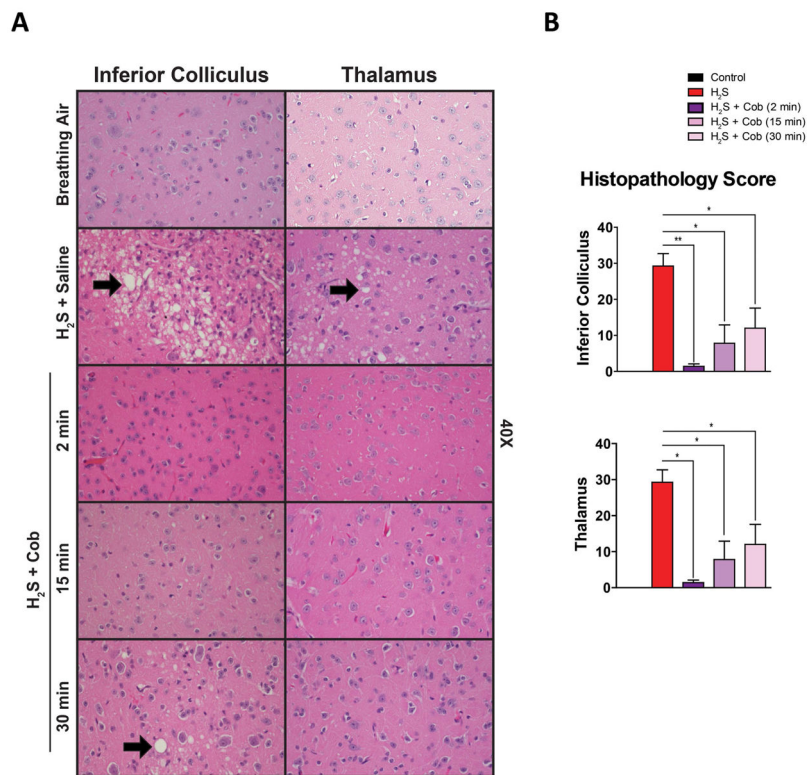 A
Inferior Colliculus
Thalamus
Breathing Air
H₂S + Saline
H₂S + Cob
2 min
15 min
30 min
40X
B
Control
H₂S
H₂S + Cob (2 min)
H₂S + Cob (15 min)
H₂S + Cob (30 min)
Histopathology Score
Inferior Colliculus
40
30
20
10
0
*
*
**
Thalamus
40
30
20
10
0
*
*
*